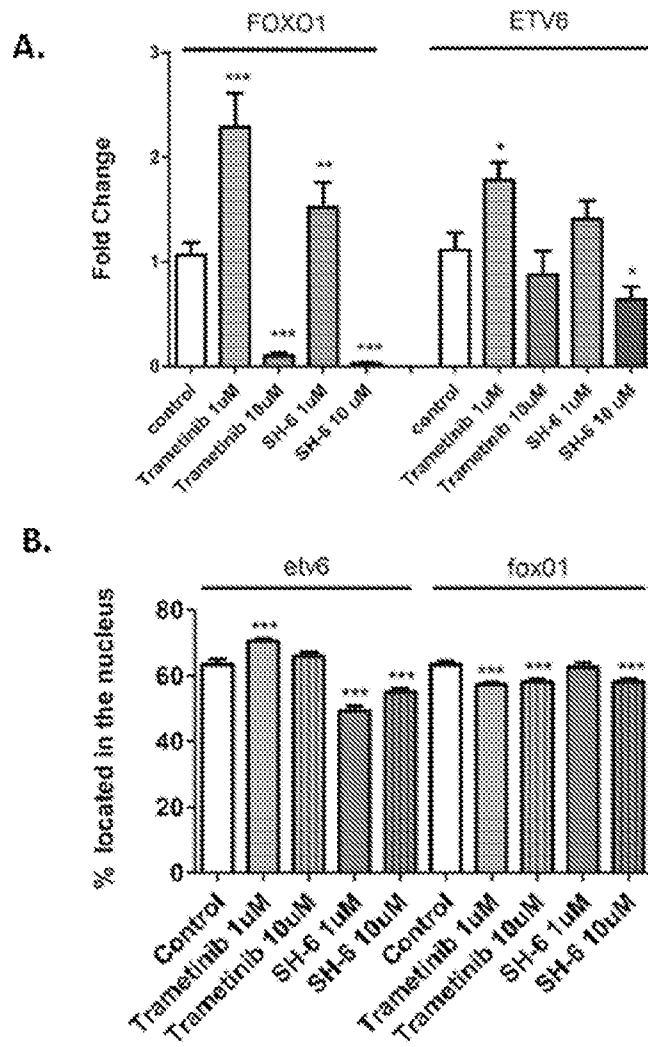 A.
FOXO1 ETV6
Fold Change
3
2
1
0
*** *** ** *** * *
control
Trametinib 1uM
Trametinib 10uM
SH-6 1uM
SH-6 10 uM
control
Trametinib 1uM
Trametinib 10uM
SH-6 1uM
SH-6 10 uM
B.
etv6 fox01
% located in the nucleus
80
60
40
20
0
*** *** *** *** *** ***
Control
Trametinib 1uM
Trametinib 10uM
SH-6 1uM
SH-6 10uM
Control
Trametinib 1uM
Trametinib 10uM
SH-6 1uM
SH-6 10uM